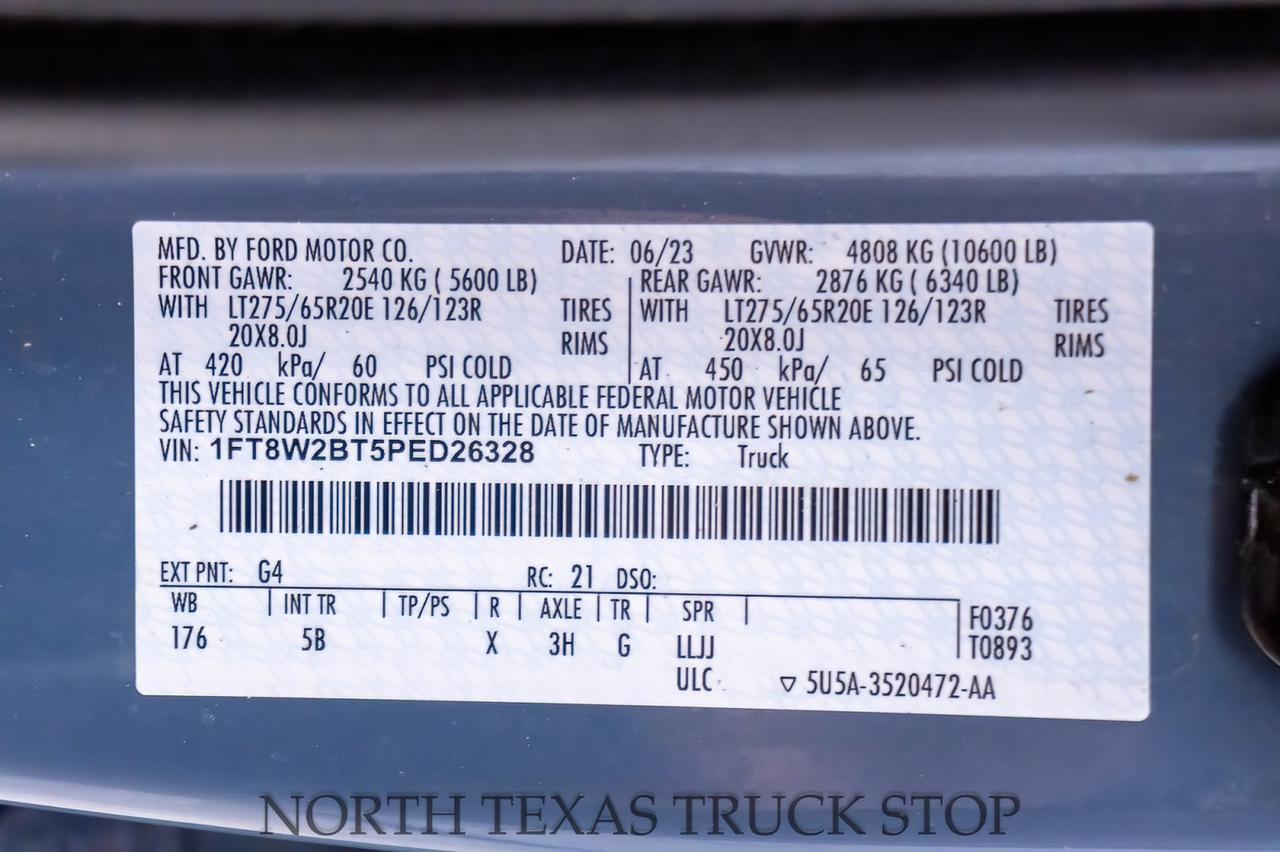 MFD. BY FORD MOTOR CO. DATE: 06/23 GVWR: 4808 KG (10600 LB)
FRONT GAWR: 2540 KG ( 5600 LB) REAR GAWR: 2876 KG ( 6340 LB)
WITH LT275/65R20E 126/123R TIRES WITH LT275/65R20E 126/123R TIRES
20X8.0J RIMS 20X8.0J RIMS
AT 420 kPa/ 60 PSI COLD AT 450 kPa/ 65 PSI COLD
THIS VEHICLE CONFORMS TO ALL APPLICABLE FEDERAL MOTOR VEHICLE
SAFETY STANDARDS IN EFFECT ON THE DATE OF MANUFACTURE SHOWN ABOVE.
VIN: 1FT8W2BT5PED26328 TYPE: Truck
EXT PNT: G4 RC: 21 DSO:
WB INT TR TP/PS R AXLE TR SPR F0376
176 5B X 3H G LLJJ T0893
ULC ▽ 5U5A-3520472-AA
NORTH TEXAS TRUCK STOP